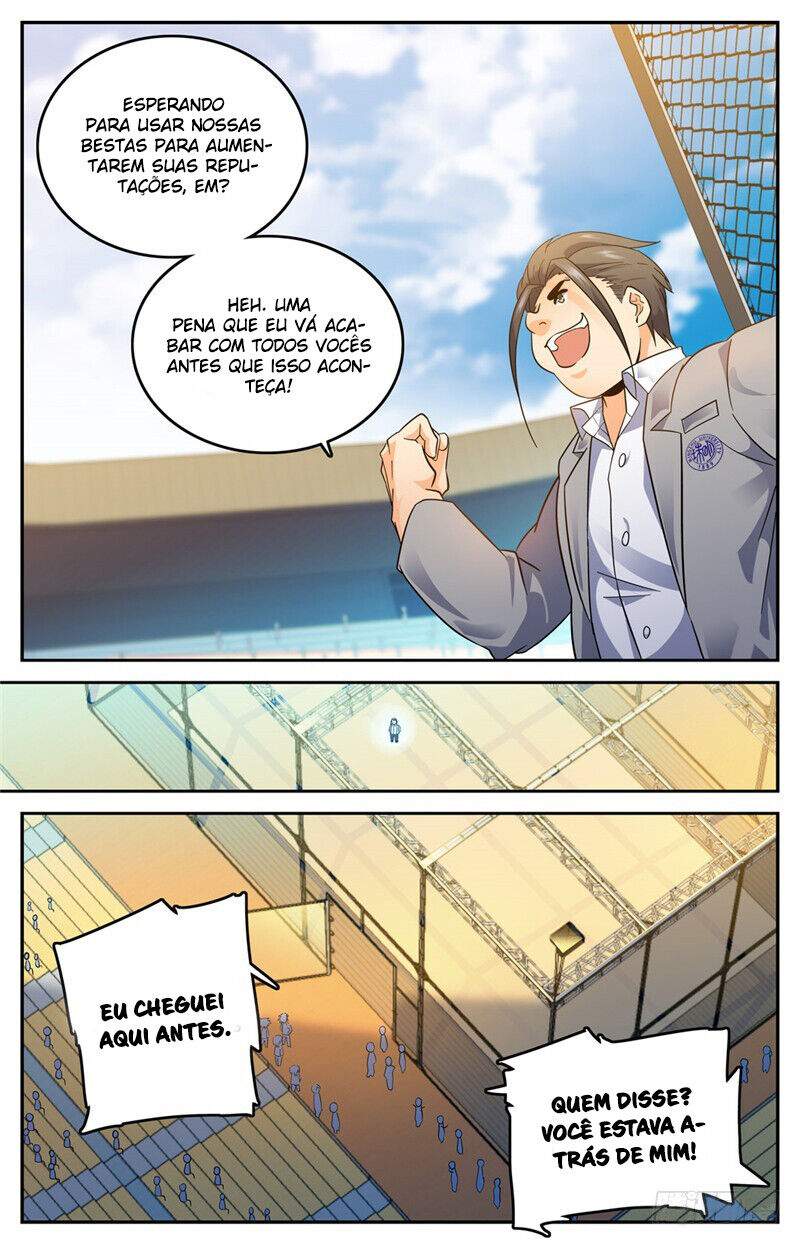 ESPERANDO
PARA USAR NOSSAS
BESTAS PARA AUMEN-
TAREM SUAS REPU-
TAÇÕES, EM?
HEH. UMA
PENA QUE EU VÁ ACA-
BAR COM TODOS VOCÊS
ANTES QUE ISSO ACON-
TEÇA!
EU CHEGUEI
AQUI ANTES.
QUEM DISSE?
VOCÊ ESTAVA A-
TRÁS DE MIM!